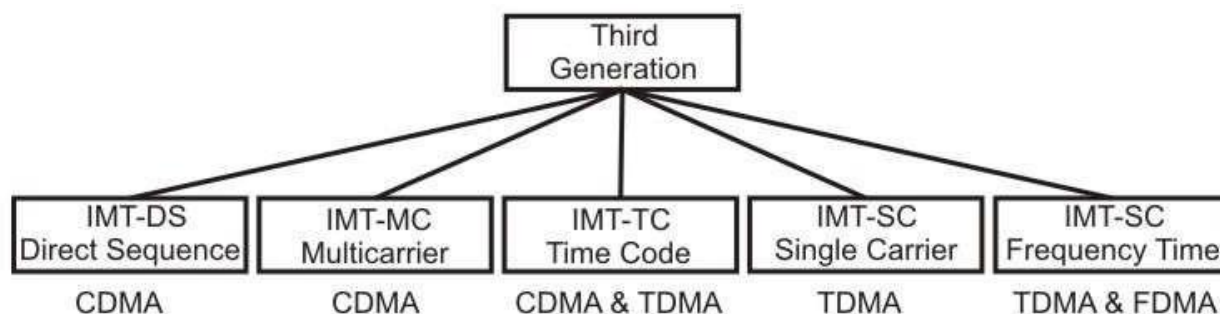 Third
Generation
IMT-DS
Direct Sequence
IMT-MC
Multicarrier
IMT-TC
Time Code
IMT-SC
Single Carrier
IMT-SC
Frequency Time
CDMA
CDMA
CDMA & TDMA
TDMA
TDMA & FDMA